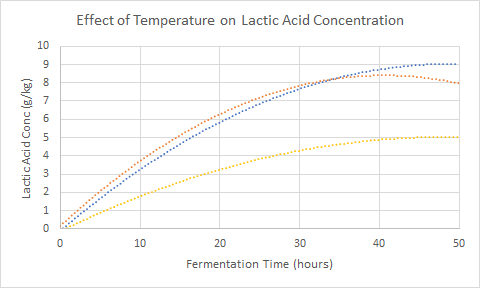 Effect of Temperature on Lactic Acid Concentration
Lactic Acid Conc (g/kg)
10
9
8
7
6
5
4
3
2
1
0
0 10 20 30 40 50
Fermentation Time (hours)